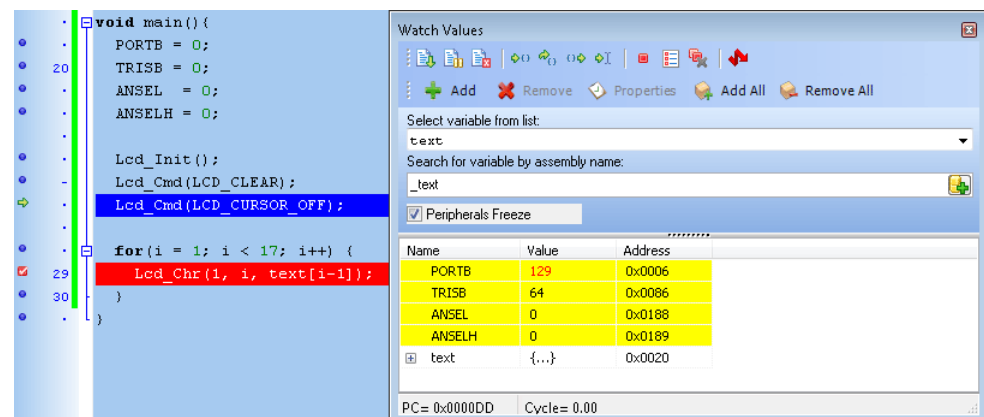 void main(){
PORTB = 0;
20 TRISB = 0;
ANSEL  = 0;
ANSELH = 0;
Lcd_Init();
Lcd_Cmd(LCD_CLEAR);
Lcd_Cmd(LCD_CURSOR_OFF);
for(i = 1; i < 17; i++) {
29 Lcd_Chr(1, i, text[i-1]);
30 }
}
Watch Values
Add Remove Properties Add All Remove All
Select variable from list:
text
Search for variable by assembly name:
_text
Peripherals Freeze
Name Value Address
PORTB 129 0x0006
TRISB 64 0x0086
ANSEL 0 0x0188
ANSELH 0 0x0189
text {...} 0x0020
PC= 0x0000DD Cycle= 0.00